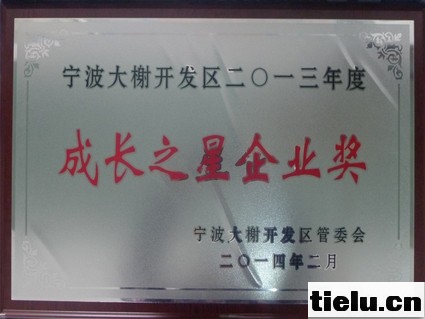 宁波大榭开发区二〇一三年度
成长之星企业奖
宁波大榭开发区管委会
二〇一四年二月
tielu.cn